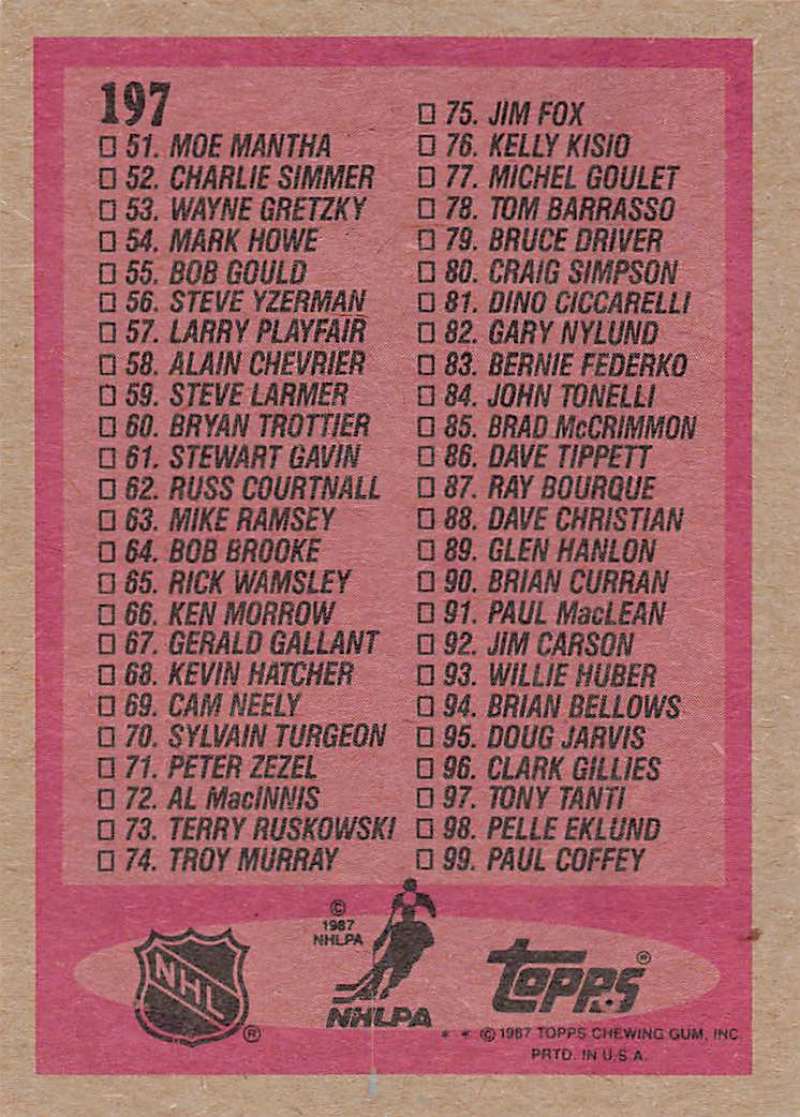 197
☐ 51. MOE MANTHA
☐ 52. CHARLIE SIMMER
☐ 53. WAYNE GRETZKY
☐ 54. MARK HOWE
☐ 55. BOB GOULD
☐ 56. STEVE YZERMAN
☐ 57. LARRY PLAYFAIR
☐ 58. ALAIN CHEVRIER
☐ 59. STEVE LARMER
☐ 60. BRYAN TROTTIER
☐ 61. STEWART GAVIN
☐ 62. RUSS COURTNALL
☐ 63. MIKE RAMSEY
☐ 64. BOB BROOKE
☐ 65. RICK WAMSLEY
☐ 66. KEN MORROW
☐ 67. GERALD GALLANT
☐ 68. KEVIN HATCHER
☐ 69. CAM NEELY
☐ 70. SYLVAIN TURGEON
☐ 71. PETER ZEZEL
☐ 72. AL MacINNIS
☐ 73. TERRY RUSKOWSKI
☐ 74. TROY MURRAY
☐ 75. JIM FOX
☐ 76. KELLY KISIO
☐ 77. MICHEL GOULET
☐ 78. TOM BARRASSO
☐ 79. BRUCE DRIVER
☐ 80. CRAIG SIMPSON
☐ 81. DINO CICCARELLI
☐ 82. GARY NYLUND
☐ 83. BERNIE FEDERKO
☐ 84. JOHN TONELLI
☐ 85. BRAD McCRIMMON
☐ 86. DAVE TIPPETT
☐ 87. RAY BOURQUE
☐ 88. DAVE CHRISTIAN
☐ 89. GLEN HANLON
☐ 90. BRIAN CURRAN
☐ 91. PAUL MacLEAN
☐ 92. JIM CARSON
☐ 93. WILLIE HUBER
☐ 94. BRIAN BELLOWS
☐ 95. DOUG JARVIS
☐ 96. CLARK GILLIES
☐ 97. TONY TANTI
☐ 98. PELLE EKLUND
☐ 99. PAUL COFFEY
NHL ®
©
1987
NHLPA
NHLPA
TOPPS ®
* * © 1987 TOPPS CHEWING GUM, INC
PRTD. IN U.S.A.